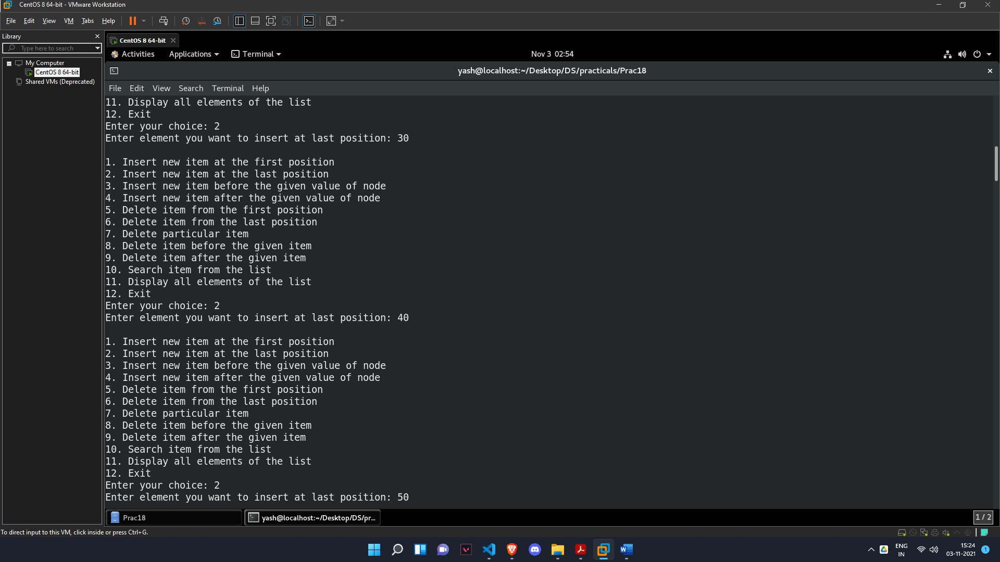 CentOS 8 64-bit - VMware Workstation
File Edit View VM Tabs Help
Library
Type here to search
My Computer
CentOS 8 64-bit
Shared VMs (Deprecated)
CentOS 8 64-bit
Activities Applications Terminal Nov 3 02:54
yash@localhost:~/Desktop/DS/practicals/Prac18
File Edit View Search Terminal Help
11. Display all elements of the list
12. Exit
Enter your choice: 2
Enter element you want to insert at last position: 30
1. Insert new item at the first position
2. Insert new item at the last position
3. Insert new item before the given value of node
4. Insert new item after the given value of node
5. Delete item from the first position
6. Delete item from the last position
7. Delete particular item
8. Delete item before the given item
9. Delete item after the given item
10. Search item from the list
11. Display all elements of the list
12. Exit
Enter your choice: 2
Enter element you want to insert at last position: 40
1. Insert new item at the first position
2. Insert new item at the last position
3. Insert new item before the given value of node
4. Insert new item after the given value of node
5. Delete item from the first position
6. Delete item from the last position
7. Delete particular item
8. Delete item before the given item
9. Delete item after the given item
10. Search item from the list
11. Display all elements of the list
12. Exit
Enter your choice: 2
Enter element you want to insert at last position: 50
Prac18 yash@localhost:~/Desktop/DS/pr... 1 / 2
To direct input to this VM, click inside or press Ctrl+G.
ENG
IN
15:24
03-11-2021
1